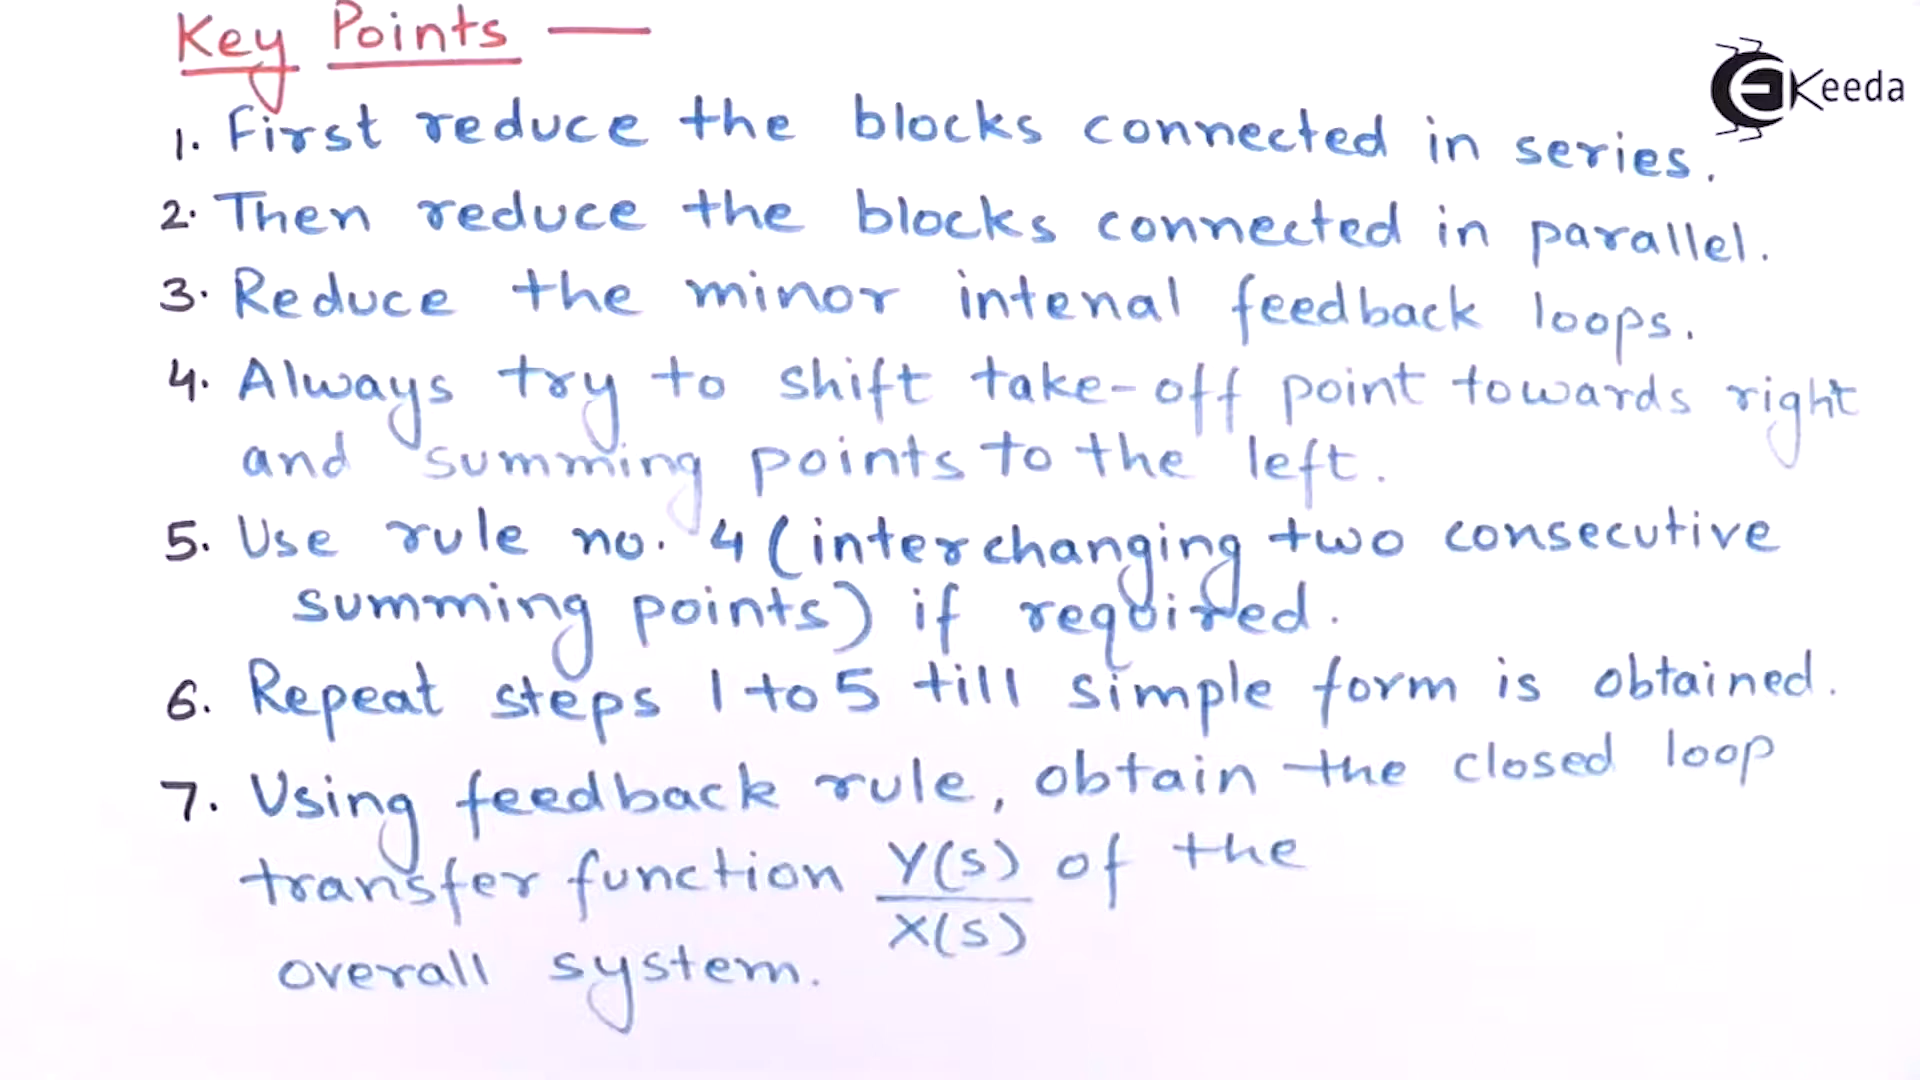 Key Points —
EKeeda
1. First reduce the blocks connected in series.
2. Then reduce the blocks connected in parallel.
3. Reduce the minor intenal feedback loops.
4. Always try to shift take-off point towards right
and summing points to the left.
5. Use rule no. 4 (interchanging two consecutive
summing points) if required.
6. Repeat steps 1 to 5 till simple form is obtained.
7. Using feedback rule, obtain the closed loop
transfer function Y(s)/X(s) of the
overall system.